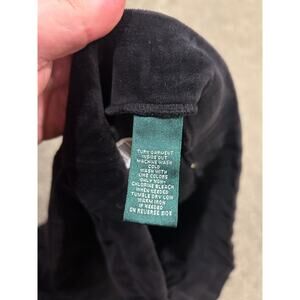 TURN GARMENT
INSIDE OUT
MACHINE WASH
COLD
WASH WITH
LIKE COLORS
ONLY NON-
CHLORINE BLEACH
WHEN NEEDED
TUMBLE DRY LOW
WARM IRON
IF NEEDED
ON REVERSE SIDE